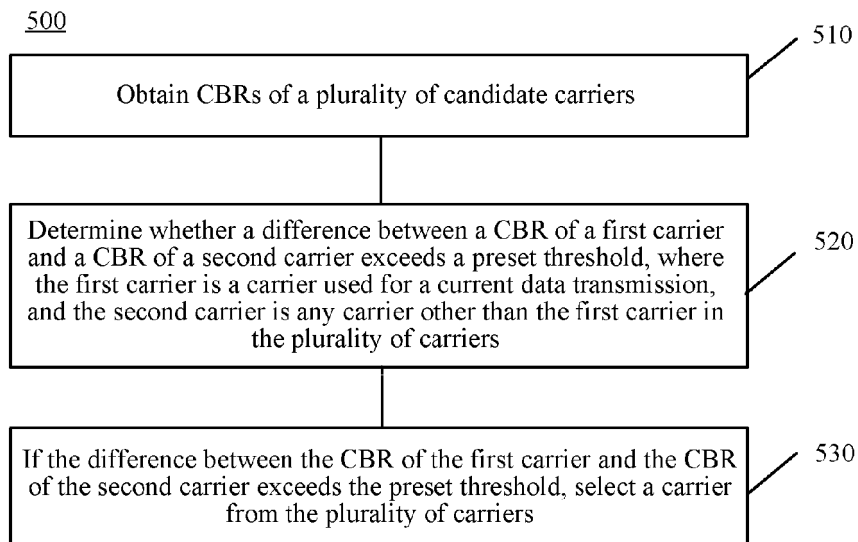 500
510
Obtain CBRs of a plurality of candidate carriers
Determine whether a difference between a CBR of a first carrier
and a CBR of a second carrier exceeds a preset threshold, where
the first carrier is a carrier used for a current data transmission,
and the second carrier is any carrier other than the first carrier in
the plurality of carriers
520
If the difference between the CBR of the first carrier and the CBR
of the second carrier exceeds the preset threshold, select a carrier
from the plurality of carriers
530